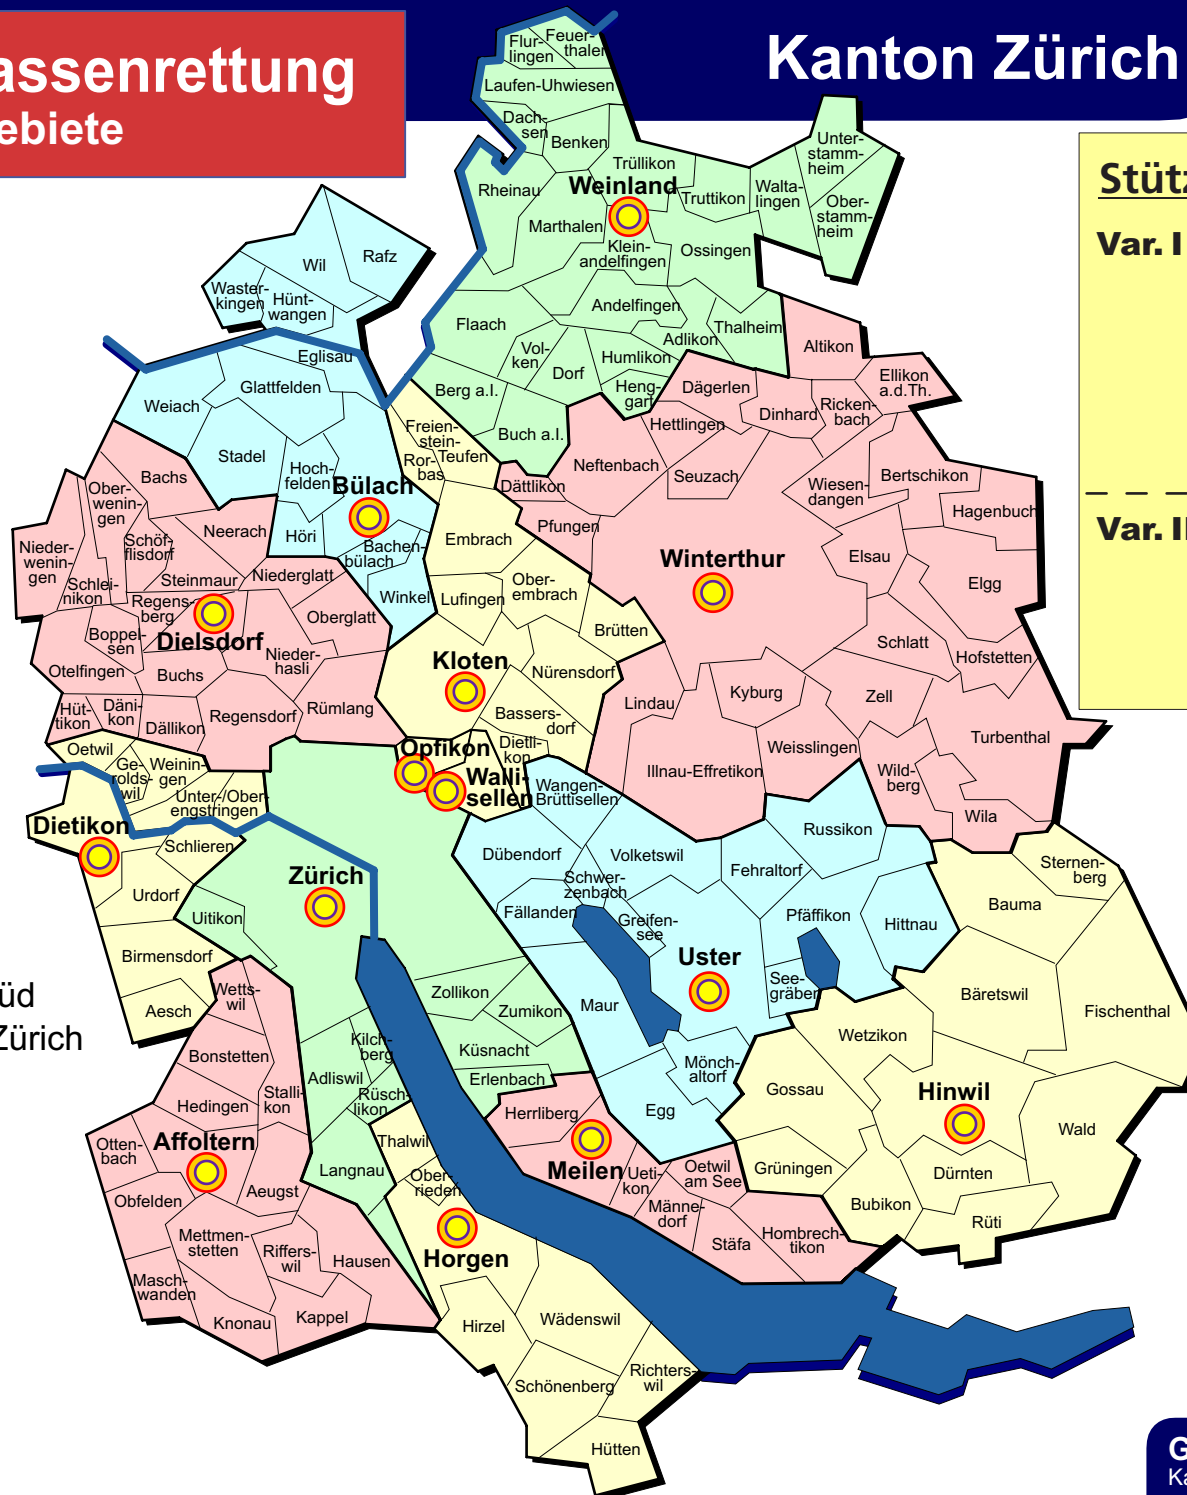 assenrettung
ebiete
Kanton Zürich
Stütz
Var. I
Var. II
Flur-
lingen
Feuer-
thalen
Laufen-Uhwiesen
Dach-
sen
Benken
Unter-
stamm-
heim
Trüllikon
Rheinau
Weinland
Truttikon
Walta-
lingen
Ober-
stamm-
heim
Marthalen
Klein-
andelfingen
Ossingen
Wil
Rafz
Waster-
kingen
Hünt-
wangen
Andelfingen
Flaach
Thalheim
Adlikon
Altikon
Vol-
ken
Humlikon
Dorf
Eglisau
Glattfelden
Berg a.I.
Heng-
gart
Dägerlen
Ellikon
a.d.Th.
Weiach
Dinhard
Ricken-
bach
Buch a.I.
Hettlingen
Freien-
stein-
Teufen
Stadel
Neftenbach
Ror-
bas
Hoch-
felden
Seuzach
Bertschikon
Bachs
Bülach
Dättlikon
Wiesen-
dangen
Ober-
wenin-
gen
Hagenbuch
Neerach
Höri
Pfungen
Embrach
Schöf-
flisdorf
Bachen-
bülach
Elsau
Nieder-
wenin-
gen
Winterthur
Steinmaur
Niederglatt
Schlei-
nikon
Ober-
embrach
Elgg
Winkel
Lufingen
Regens-
berg
Oberglatt
Brütten
Boppel-
sen
Dielsdorf
Schlatt
Hofstetten
Nieder-
hasli
Kloten
Otelfingen
Buchs
Nürensdorf
Kyburg
Zell
Lindau
Hüt-
tikon
Däni-
kon
Dällikon
Regensdorf
Rümlang
Bassers-
dorf
Turbenthal
Oetwil
Opfikon
Dietli-
kon
Weisslingen
Ge-
rolds-
wil
Weinin-
gen
Walli-
sellen
Illnau-Effretikon
Wild-
berg
Unter-/Ober-
engstringen
Wangen-
Brüttisellen
Wila
Dietikon
Russikon
Schlieren
Dübendorf
Volketswil
Fehraltorf
Sternen-
berg
Zürich
Schwer-
zenbach
Urdorf
Bauma
Uitikon
Fällanden
Greifen-
see
Pfäffikon
Hittnau
Birmensdorf
Uster
Wetts-
wil
Zollikon
See-
gräben
Bäretswil
üd
Zürich
Aesch
Zumikon
Maur
Fischenthal
Wetzikon
Kilch-
berg
Bonstetten
Küsnacht
Mönch-
altorf
Adliswil
Erlenbach
Gossau
Hinwil
Stalli-
kon
Rüsch-
likon
Hedingen
Herrliberg
Egg
Wald
Otten-
bach
Affoltern
Thalwil
Langnau
Meilen
Oetwil
am See
Grüningen
Dürnten
Ueti-
kon
Ober-
rieden
Obfelden
Aeugst
Bubikon
Männe-
dorf
Rüti
Mettmen-
stetten
Horgen
Stäfa
Hombrech-
tikon
Riffers-
wil
Hausen
Masch-
wanden
Kappel
Knonau
Hirzel
Wädenswil
Schönenberg
Richters-
wil
Hütten
G
Ka